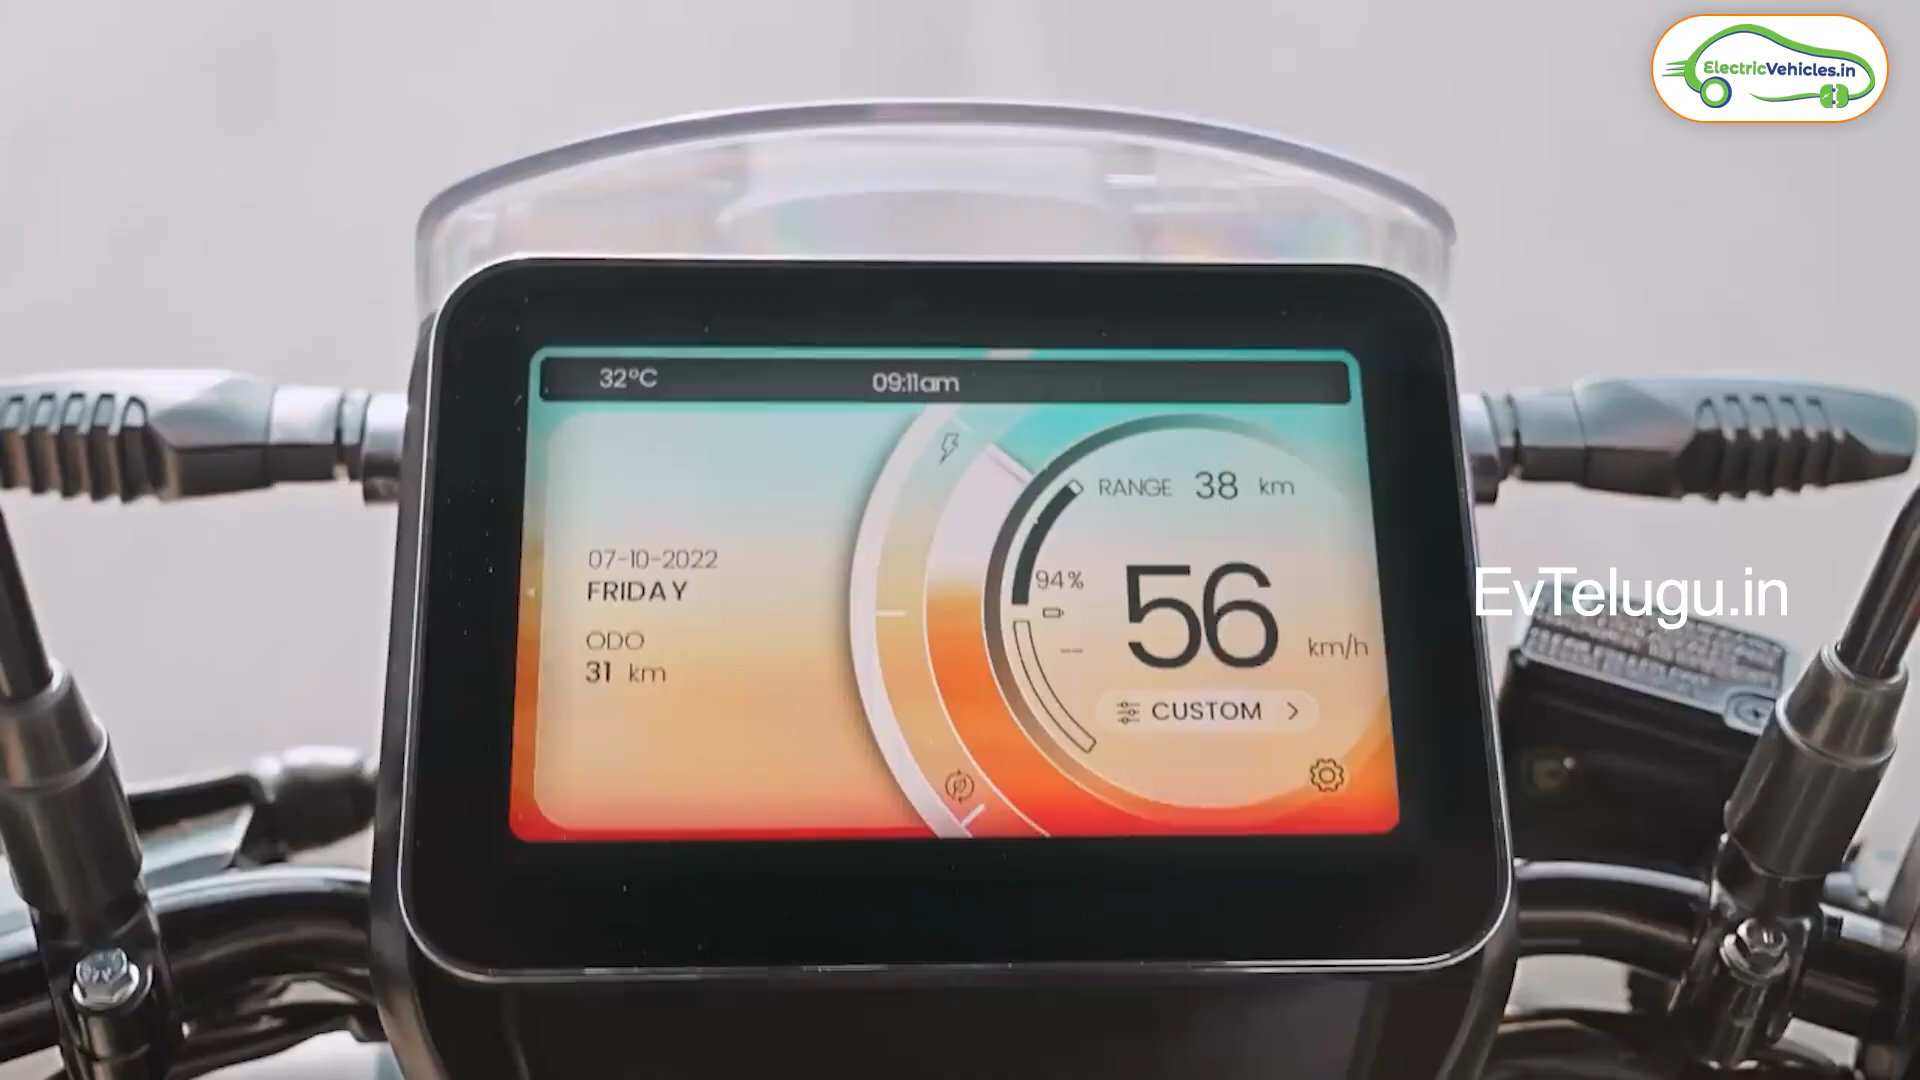 ElectricVehicles.in
32°C
09:11am
RANGE 38 km
07-10-2022
FRIDAY
94%
56 km/h
EvTelugu.in
ODO
31 km
CUSTOM >